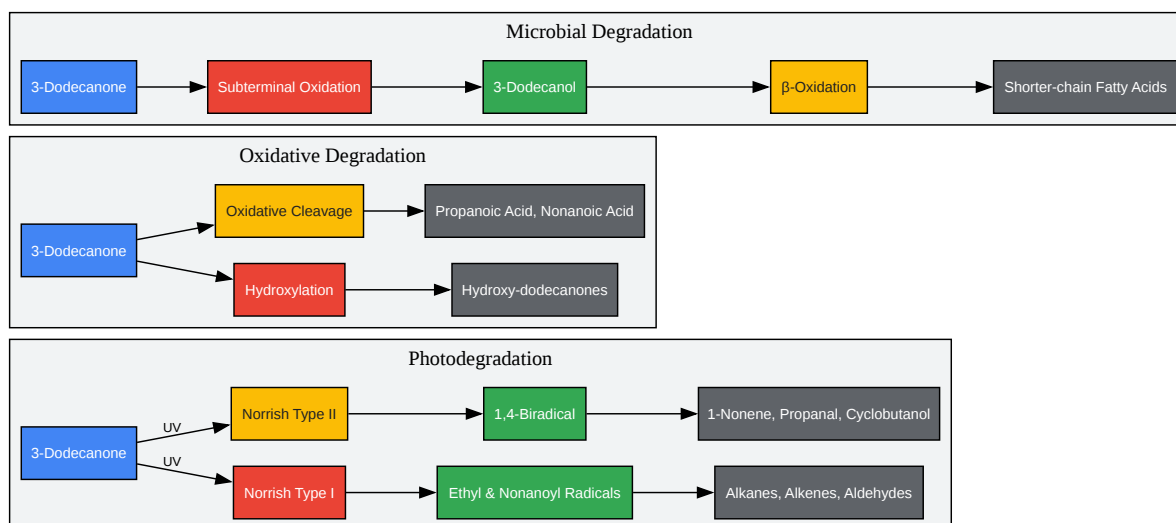 Microbial Degradation
3-Dodecanone
Subterminal Oxidation
3-Dodecanol
β-Oxidation
Shorter-chain Fatty Acids
Oxidative Degradation
3-Dodecanone
Oxidative Cleavage
Propanoic Acid, Nonanoic Acid
Hydroxylation
Hydroxy-dodecanones
Photodegradation
3-Dodecanone
UV
Norrish Type II
1,4-Biradical
1-Nonene, Propanal, Cyclobutanol
UV
Norrish Type I
Ethyl & Nonanoyl Radicals
Alkanes, Alkenes, Aldehydes